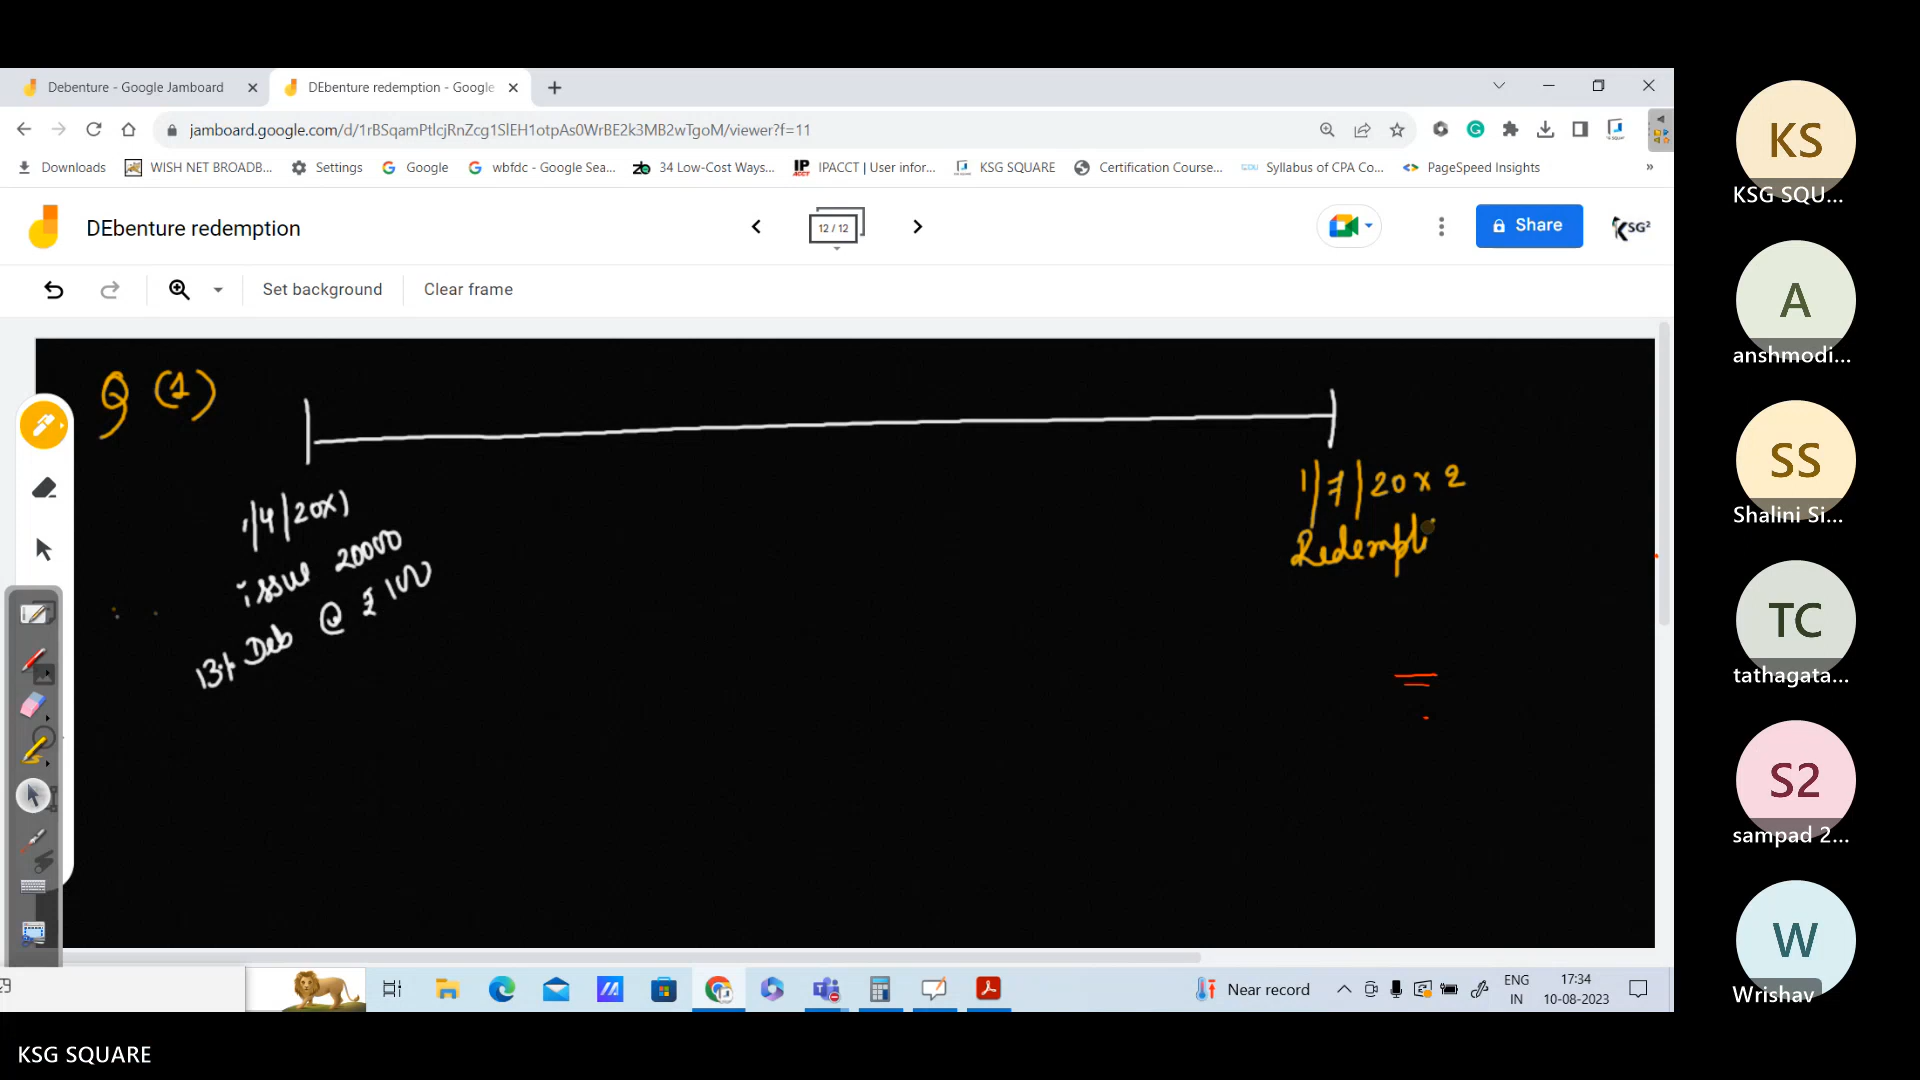 Debenture - Google Jamboard
DEbenture redemption - Google
jamboard.google.com/d/1rBSqamPtlcjRnZcg1SlEH1otpAs0WrBE2k3MB2wTgoM/viewer?f=11
Downloads WISH NET BROADB... Settings Google wbfdc - Google Sea... 34 Low-Cost Ways... IPACCT | User infor... KSG SQUARE Certification Course... Syllabus of CPA Co... PageSpeed Insights »
DEbenture redemption
12 / 12
Share
KSG²
Set background Clear frame
Q (1)
1/4/20X1
issue 20000
13% Deb @ ₹ 100
1/7/20x2
Redempti
Near record
ENG
IN
17:34
10-08-2023
KS
KSG SQU...
A
anshmodi...
SS
Shalini Si...
TC
tathagata...
S2
sampad 2...
W
Wrishav
KSG SQUARE